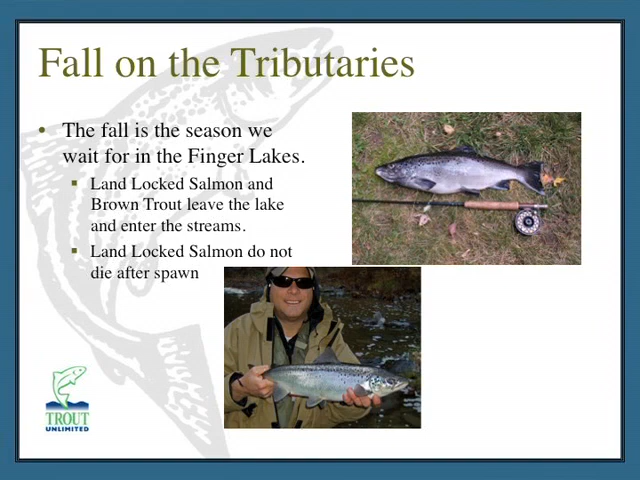 Fall on the Tributaries
• The fall is the season we
wait for in the Finger Lakes.
▪ Land Locked Salmon and
Brown Trout leave the lake
and enter the streams.
▪ Land Locked Salmon do not
die after spawn
TROUT
UNLIMITED